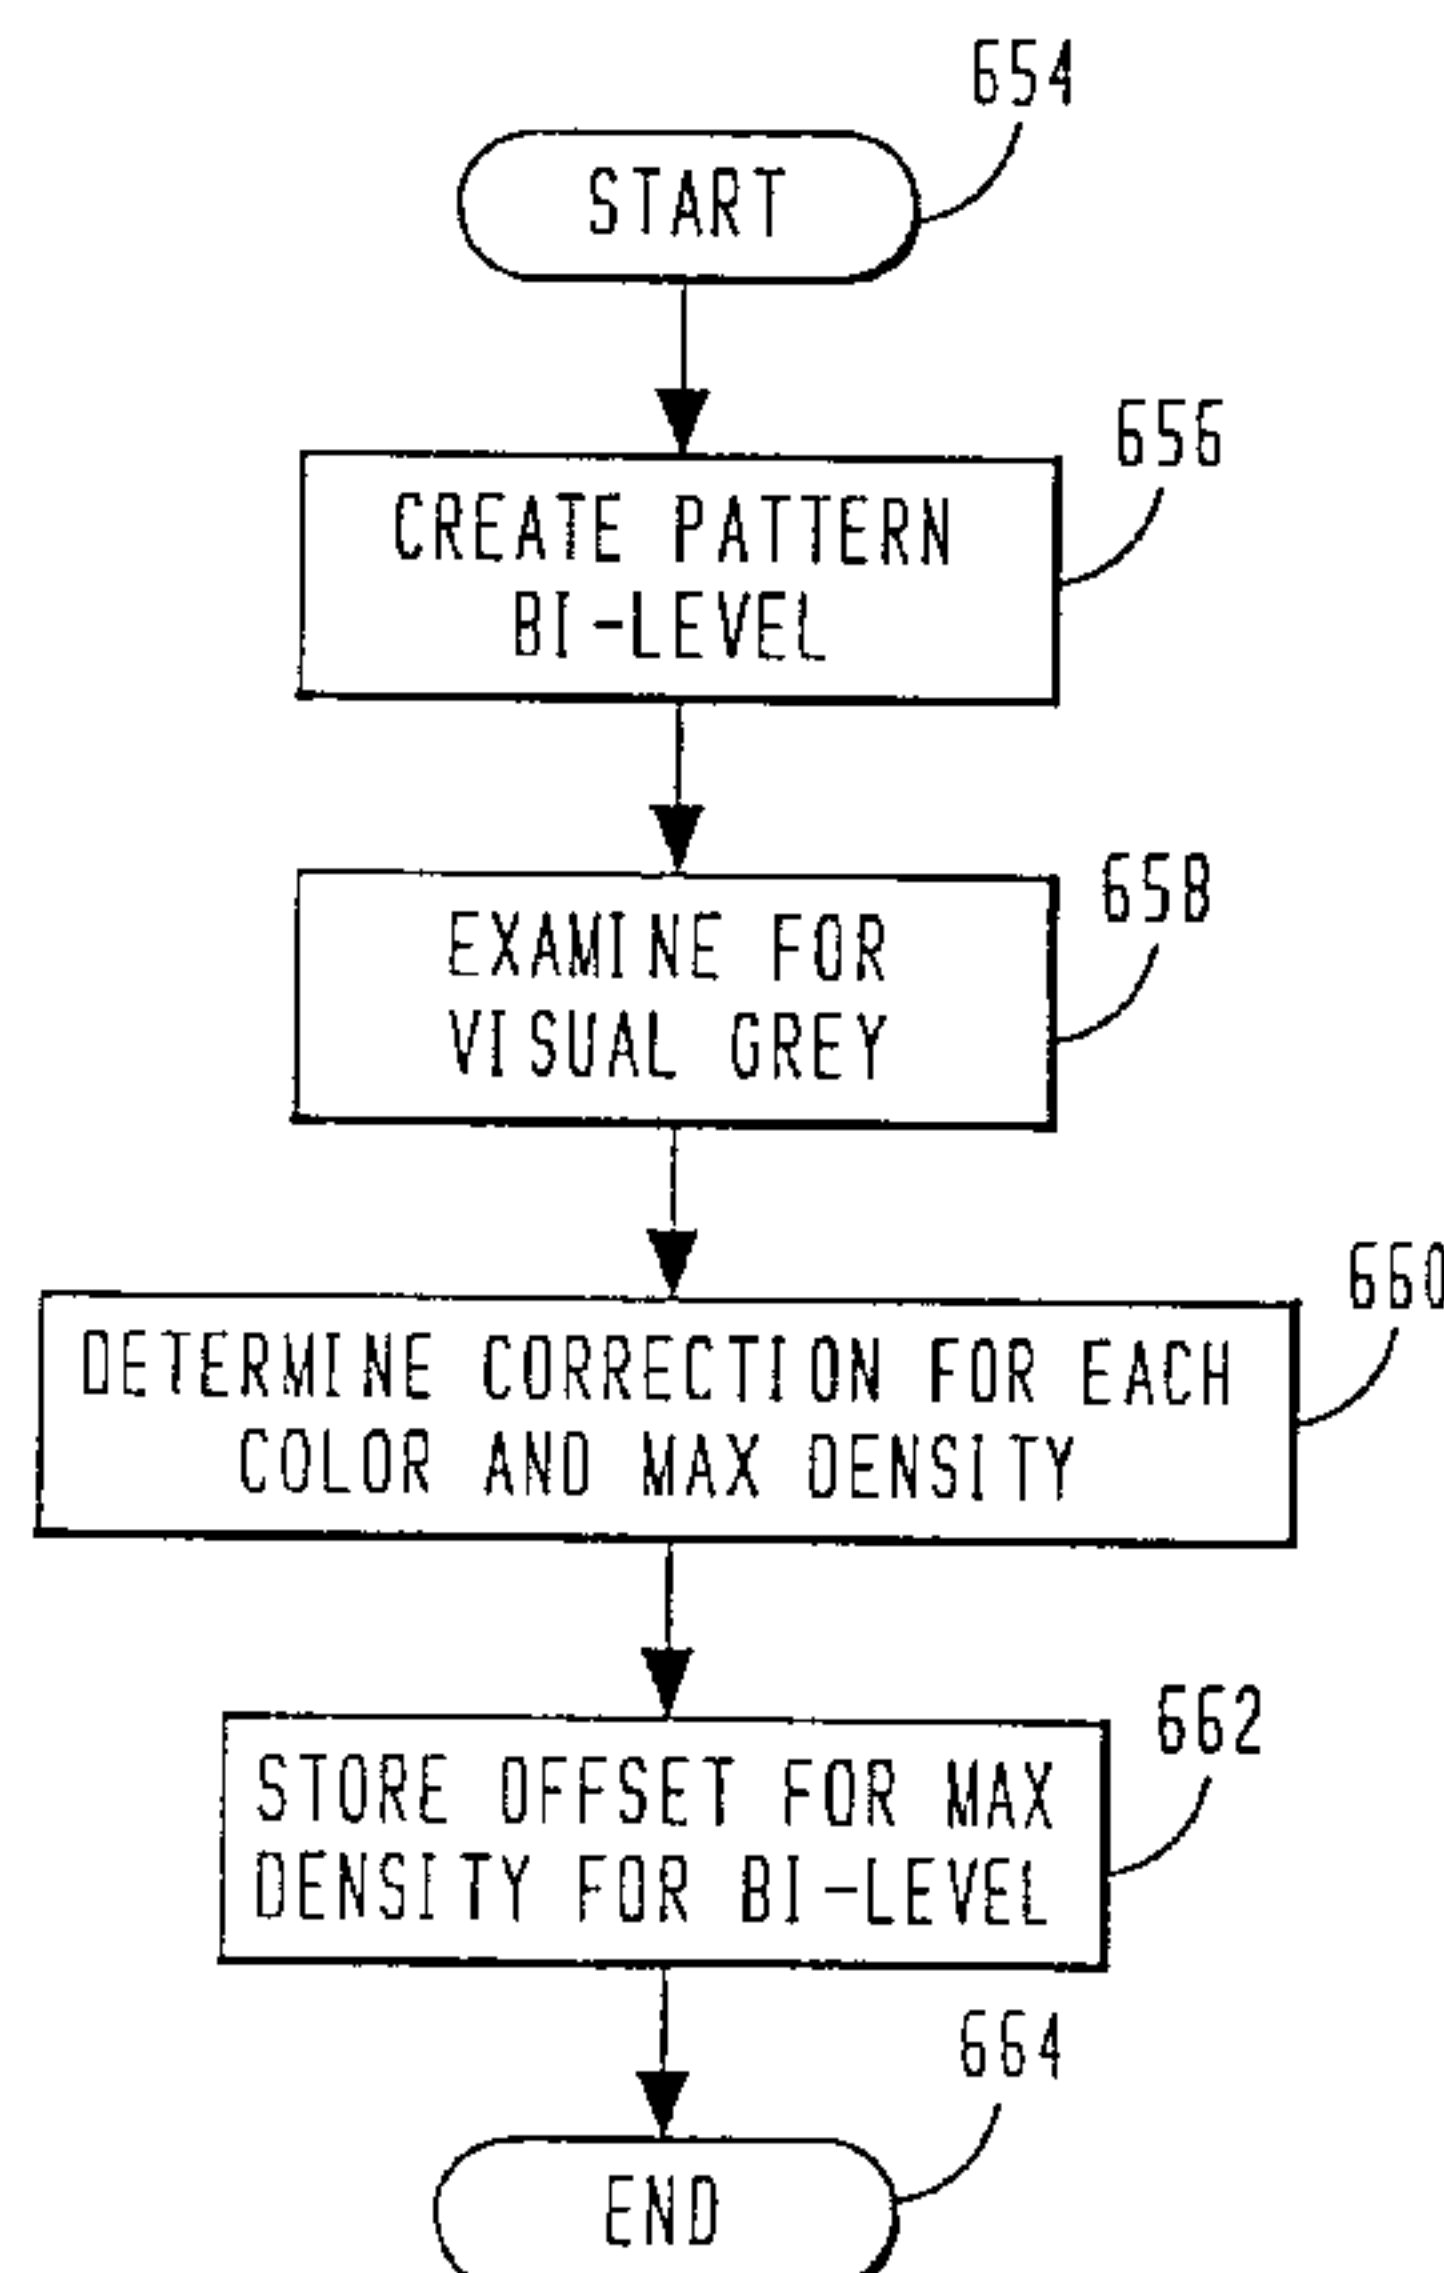 654
START
656
CREATE PATTERN
BI-LEVEL
658
EXAMINE FOR
VISUAL GREY
660
DETERMINE CORRECTION FOR EACH
COLOR AND MAX DENSITY
662
STORE OFFSET FOR MAX
DENSITY FOR BI-LEVEL
664
END